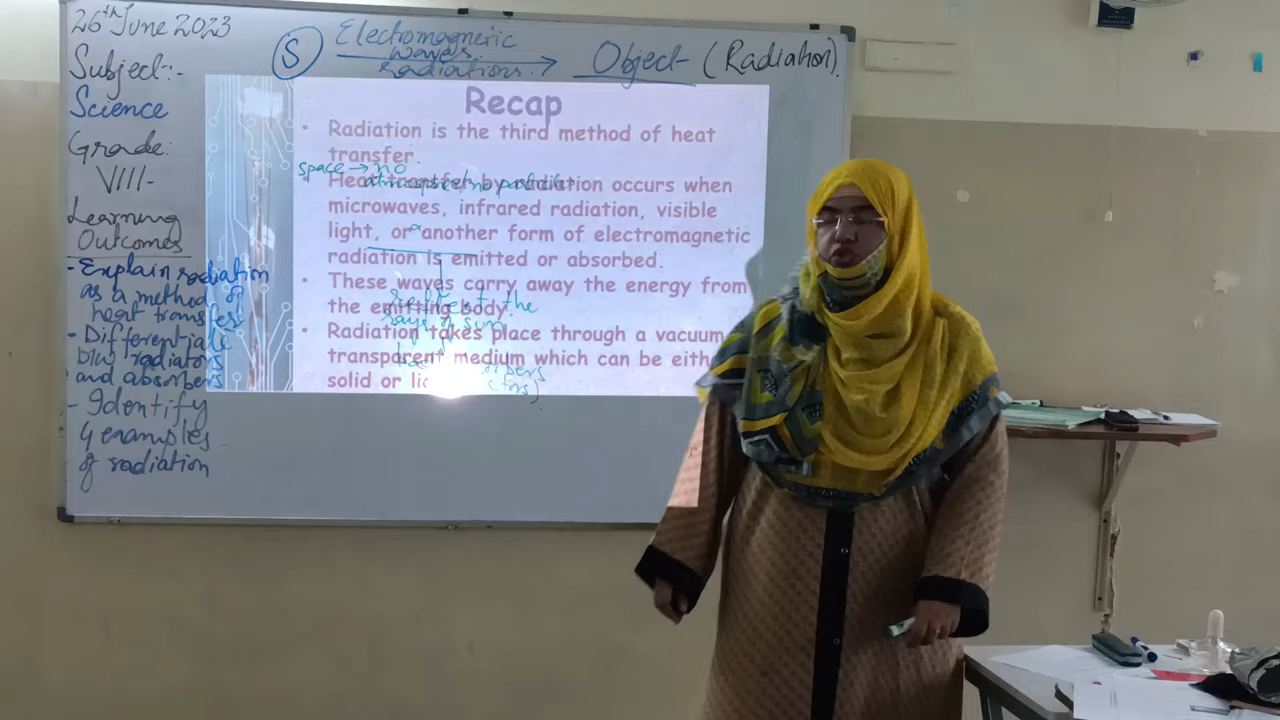 26th June 2023
Subject:-
Science
Grade:
VIII-
Learning
Outcomes
- Explain radiation
as a method of
heat transfer
- Differentiate
b/w radiators
and absorbers
- Identify
4 examples
of radiation
S Electromagneric
waves
Radiations
Object (Radiation).
Recap
• Radiation is the third method of heat
transfer.
space → no
• Heat transfer by radiation occurs when
microwaves, infrared radiation, visible
light, or another form of electromagnetic
radiation is emitted or absorbed.
• These waves carry away the energy from
the emitting body.
reflects the
rays of sun
• Radiation takes place through a vacuum
transparent medium which can be
solid or